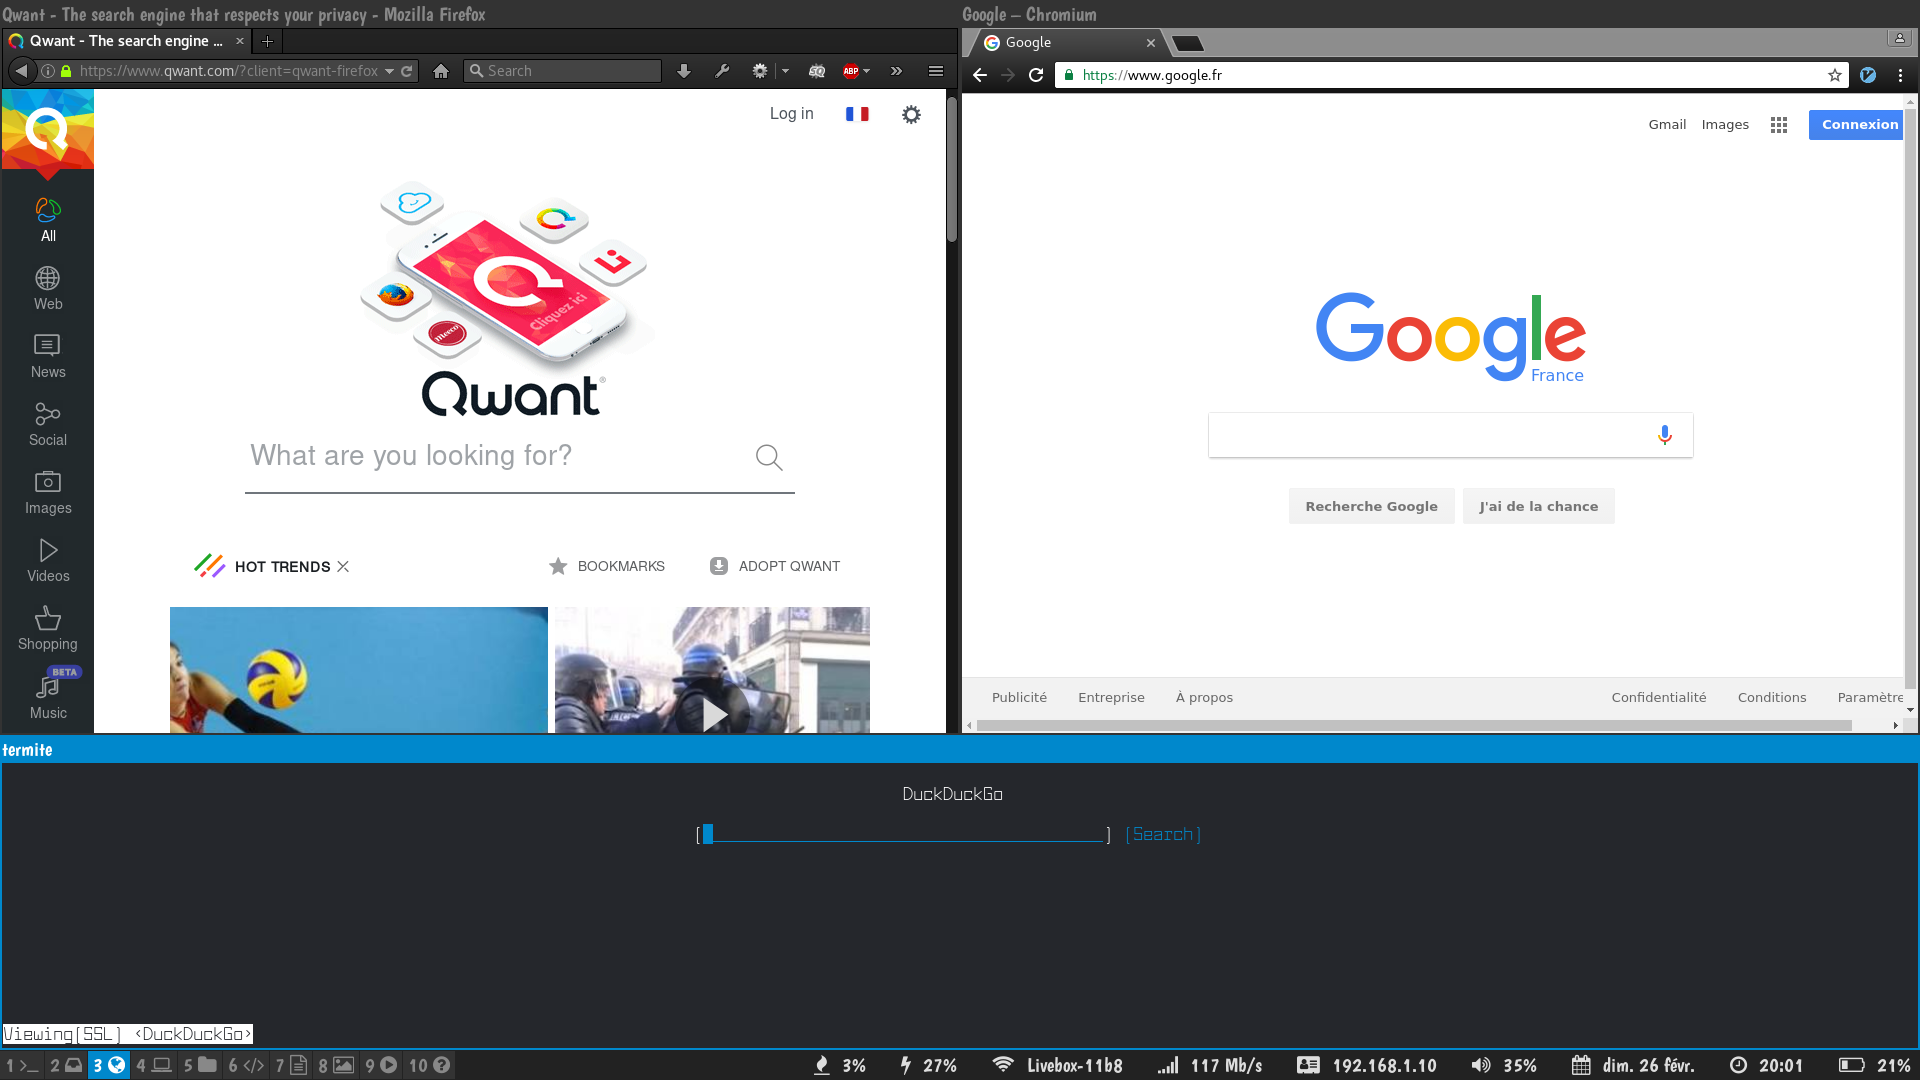 Qwant - The search engine that respects your privacy - Mozilla Firefox
Qwant - The search engine ... × +
https://www.qwant.com/?client=qwant-firefox
Search
ABP
Log in
All
Web
News
Social
Images
Videos
Shopping
BETA
Music
Cliquez ici
meeco
Qwant®
What are you looking for?
HOT TRENDS
BOOKMARKS
ADOPT QWANT
Google – Chromium
Google
https://www.google.fr
Gmail Images Connexion
Google
France
Recherche Google
J'ai de la chance
Publicité Entreprise À propos
Confidentialité Conditions Paramètre
termite
DuckDuckGo
[ ] [Search]
Viewing[SSL] <DuckDuckGo>
1 >_ 2 3 4 5 6 </> 7 8 9 10
3% 27% Livebox-11b8 117 Mb/s 192.168.1.10 35% dim. 26 févr. 20:01 21%